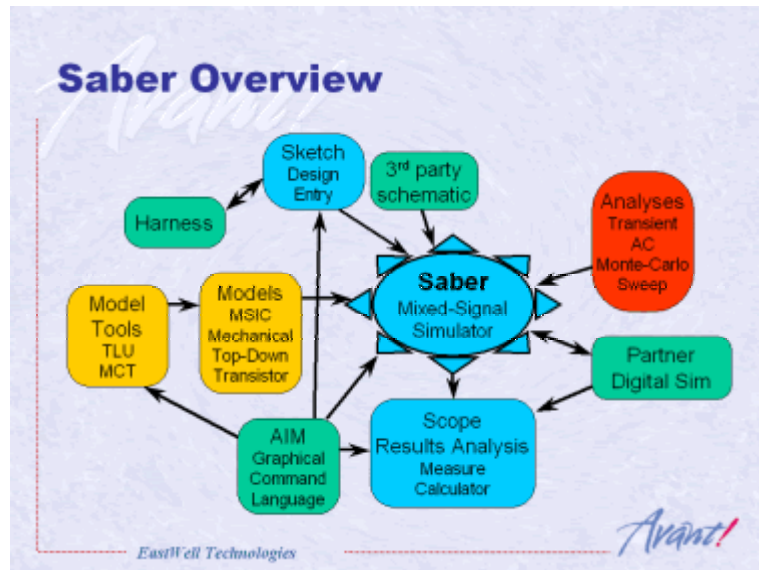 Saber Overview
Avant!
Sketch
Design
Entry
3rd party
schematic
Harness
Analyses
Transient
AC
Monte-Carlo
Sweep
Saber
Mixed-Signal
Simulator
Model
Tools
TLU
MCT
Models
MSIC
Mechanical
Top-Down
Transistor
Partner
Digital Sim
AIM
Graphical
Command
Language
Scope
Results Analysis
Measure
Calculator
EastWell Technologies
Avant!